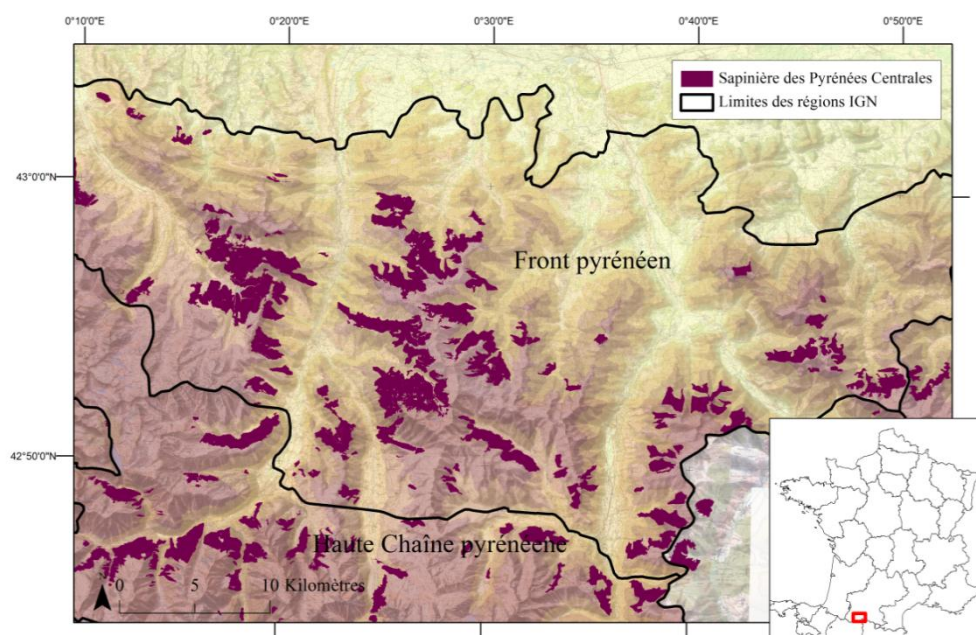 0°10'0"E 0°20'0"E 0°30'0"E 0°40'0"E 0°50'0"E
Sapinière des Pyrénées Centrales
Limites des régions IGN
43°0'0"N
Front pyrénéen
42°50'0"N
Haute Chaîne pyrénéene
0 5 10 Kilomètres